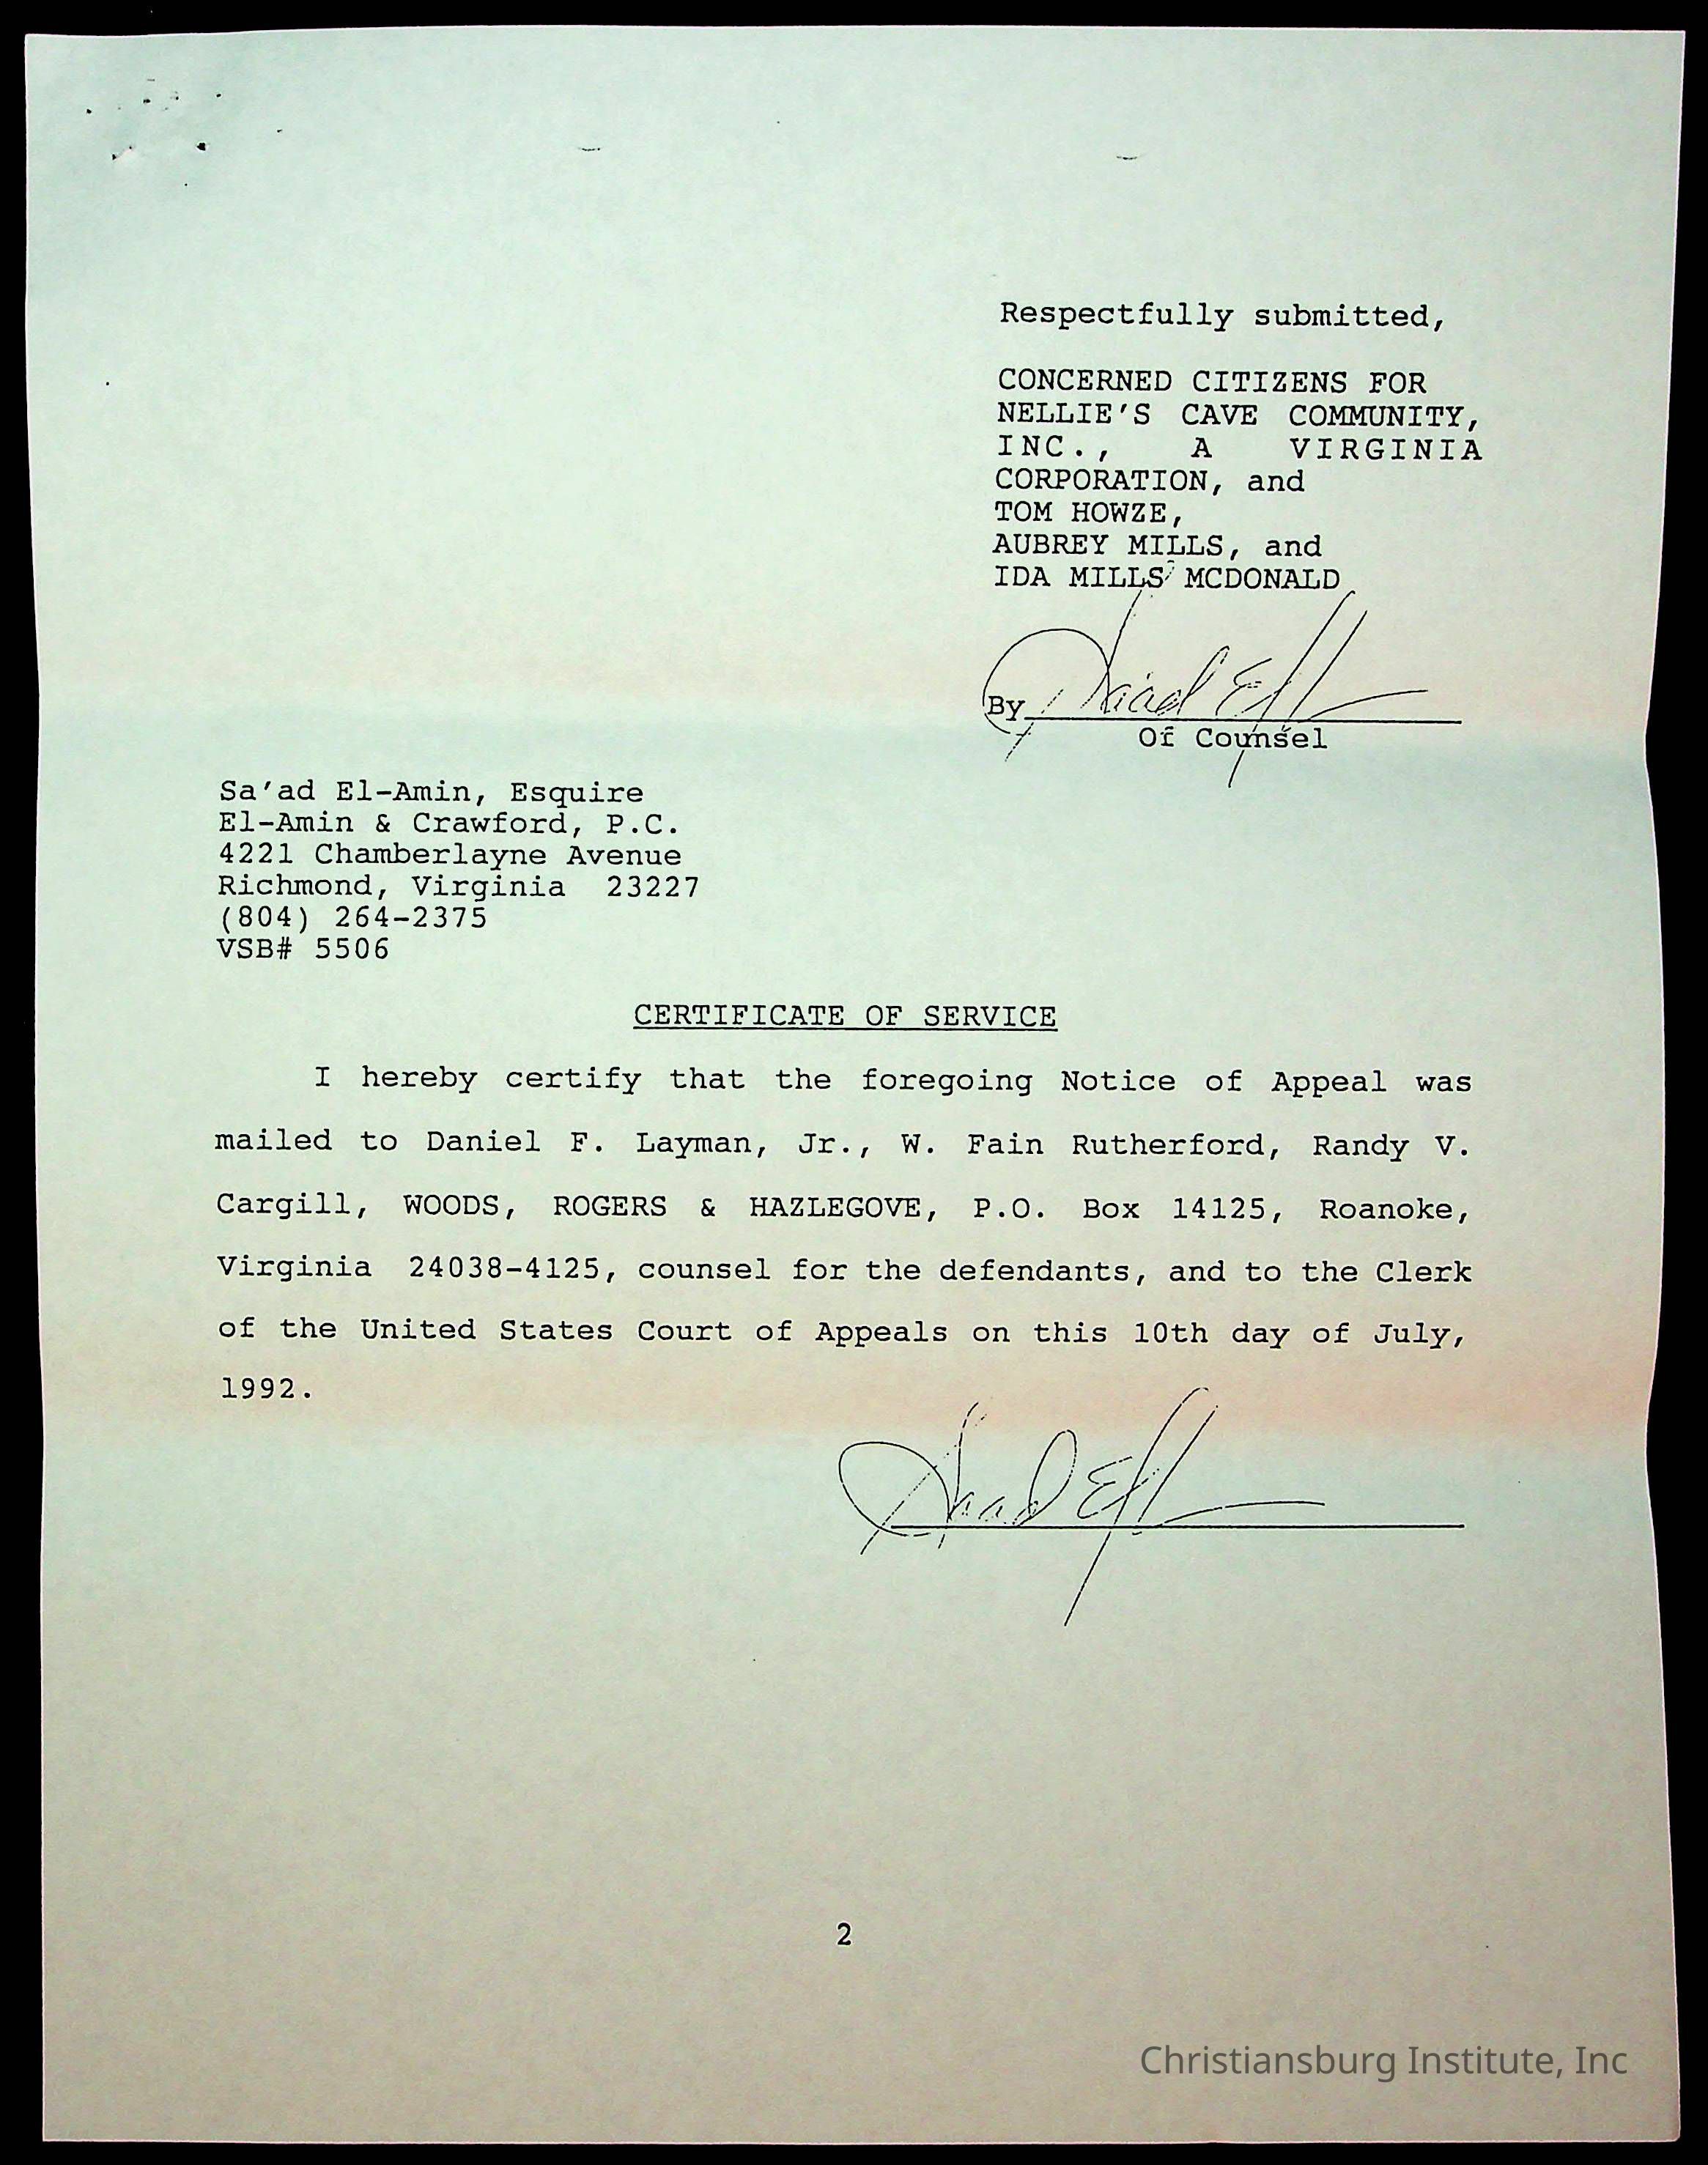 Respectfully submitted,
CONCERNED CITIZENS FOR
NELLIE'S CAVE COMMUNITY,
INC., A VIRGINIA
CORPORATION, and
TOM HOWZE,
AUBREY MILLS, and
IDA MILLS MCDONALD
By
Of Counsel
Sa'ad El-Amin, Esquire
El-Amin & Crawford, P.C.
4221 Chamberlayne Avenue
Richmond, Virginia 23227
(804) 264-2375
VSB# 5506
CERTIFICATE OF SERVICE
I hereby certify that the foregoing Notice of Appeal was
mailed to Daniel F. Layman, Jr., W. Fain Rutherford, Randy V.
Cargill, WOODS, ROGERS & HAZLEGOVE, P.O. Box 14125, Roanoke,
Virginia 24038-4125, counsel for the defendants, and to the Clerk
of the United States Court of Appeals on this 10th day of July,
1992.
2
Christiansburg Institute, Inc